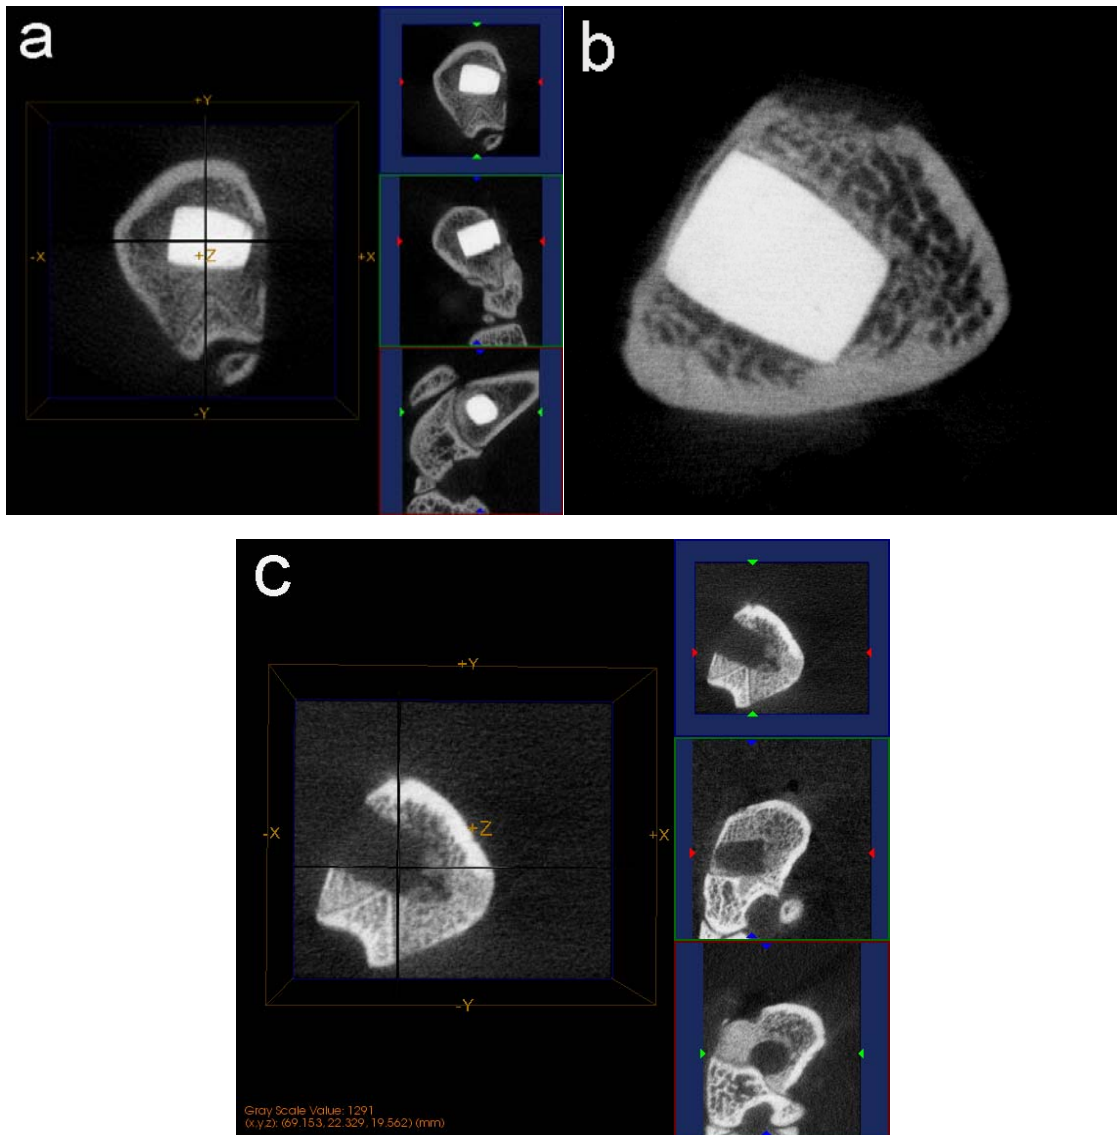 a
+Y
-X
+Z
+X
-Y
b
c
+Y
-X
+Z
+X
-Y
Gray Scale Value: 1291
(x,y,z): (69.153, 22.329, 19.562) (mm)